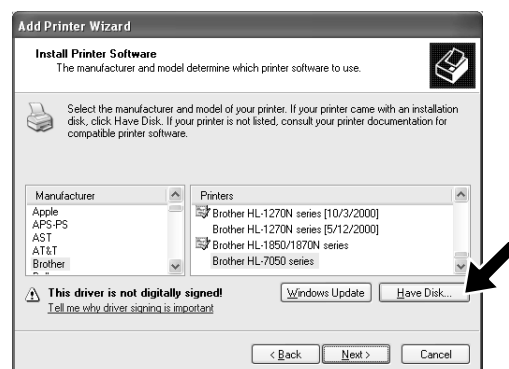 Add Printer Wizard
Install Printer Software
The manufacturer and model determine which printer software to use.
Select the manufacturer and model of your printer. If your printer came with an installation
disk, click Have Disk. If your printer is not listed, consult your printer documentation for
compatible printer software.
Manufacturer
Apple
APS-PS
AST
AT&T
Brother
Printers
Brother HL-1270N series [10/3/2000]
Brother HL-1270N series [5/12/2000]
Brother HL-1850/1870N series
Brother HL-7050 series
This driver is not digitally signed!
Tell me why driver signing is important
Windows Update
Have Disk...
< Back
Next >
Cancel